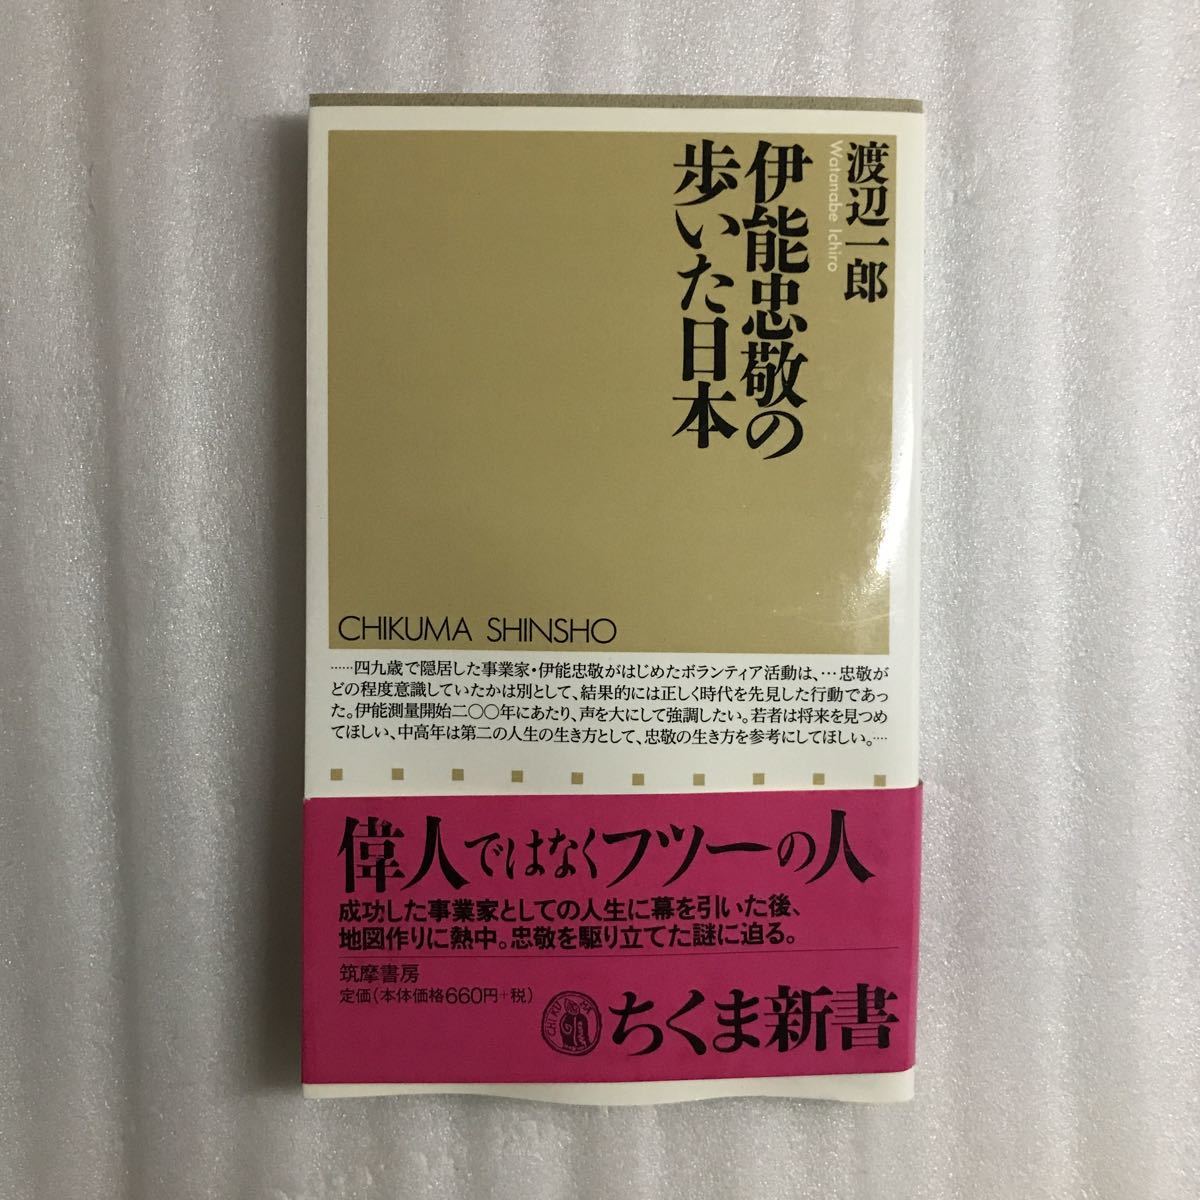 渡辺一郎
Watanabe Ichiro
伊能忠敬の
歩いた日本
CHIKUMA SHINSHO
……四九歳で隠居した事業家・伊能忠敬がはじめたボランティア活動は、…忠敬が
どの程度意識していたかは別として、結果的には正しく時代を先見した行動であっ
た。伊能測量開始二〇〇年にあたり、声を大にして強調したい。若者は将来を見つめ
てほしい、中高年は第二の人生の生き方として、忠敬の生き方を参考にしてほしい。…
偉人ではなくフツーの人
成功した事業家としての人生に幕を引いた後、
地図作りに熱中。忠敬を駆り立てた謎に迫る。
筑摩書房
定価(本体価格660円+税)
CHIKUMA
ちくま新書